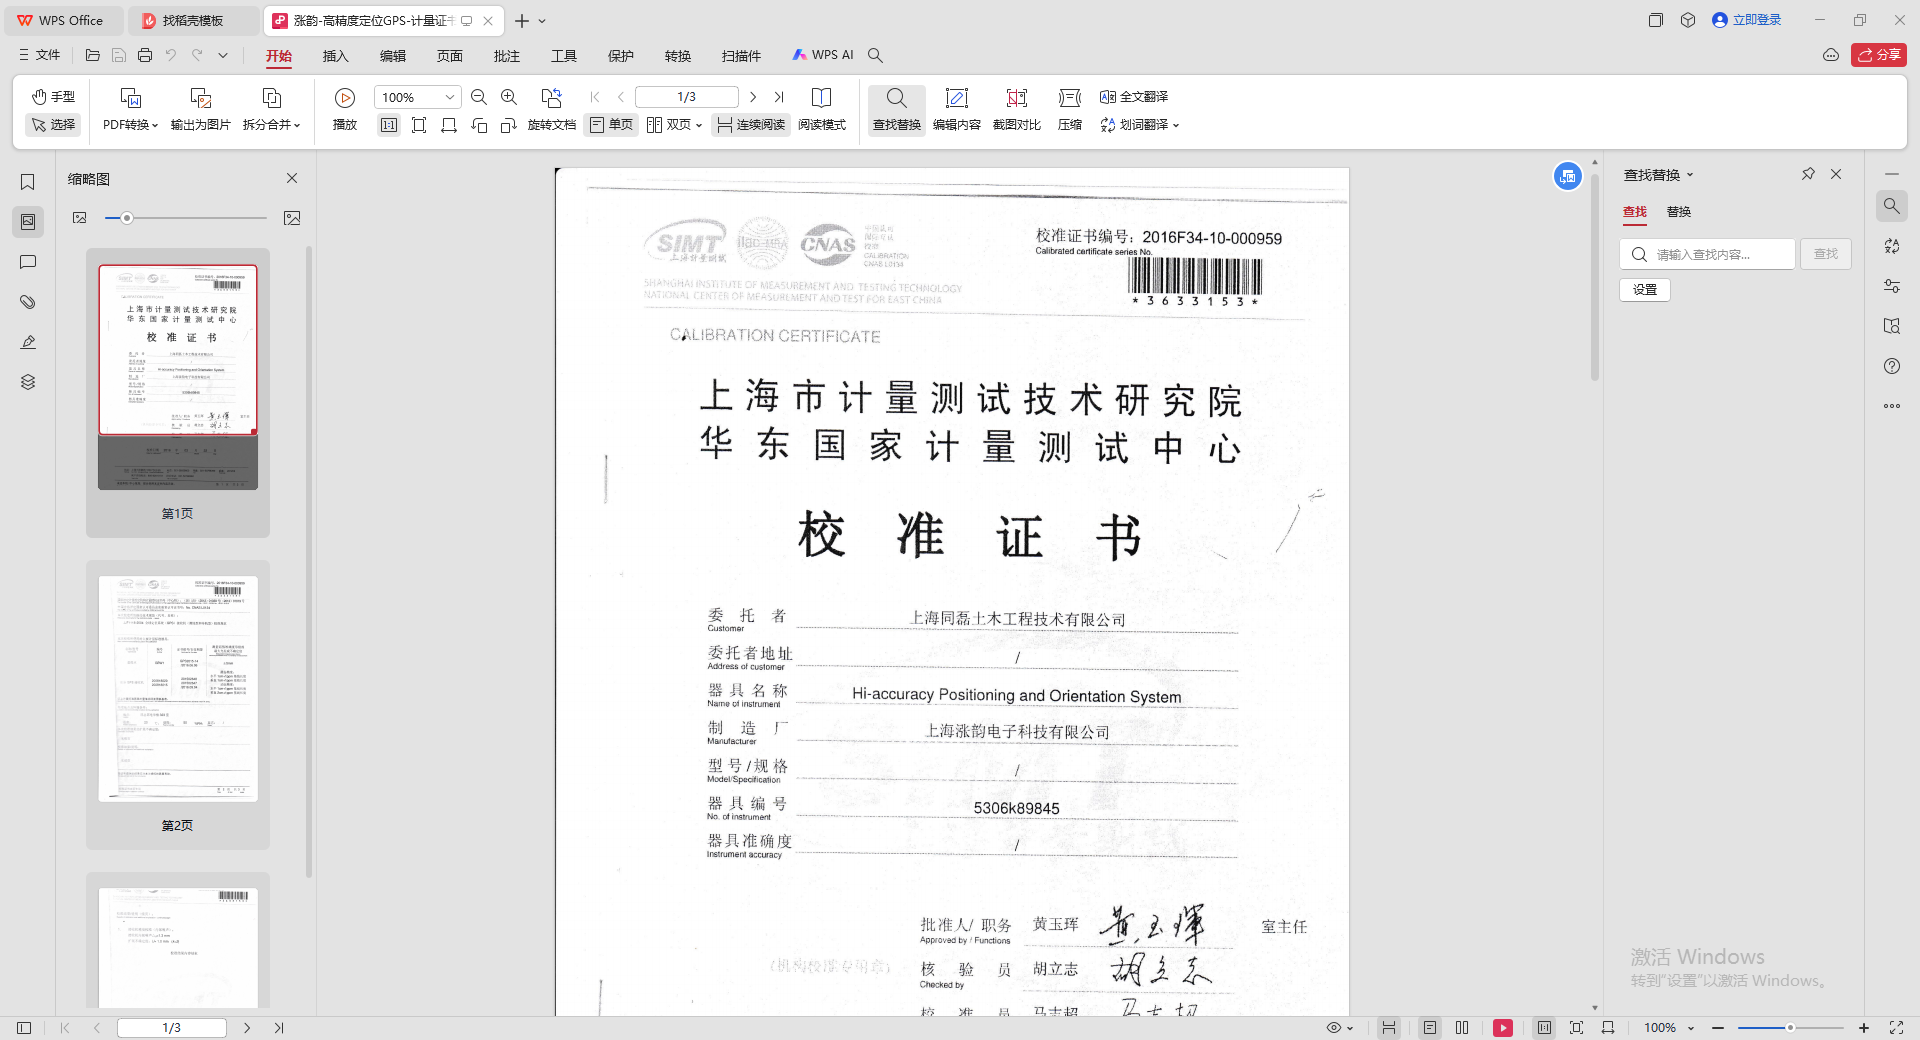 WPS Office
找稻壳模板
涨韵-高精度定位GPS-计量证书
立即登录
文件
开始
插入
编辑
页面
批注
工具
保护
转换
扫描件
WPS AI
分享
手型
选择
PDF转换
输出为图片
拆分合并
播放
100%
旋转文档
1/3
单页
双页
连续阅读
阅读模式
查找替换
编辑内容
截图对比
压缩
全文翻译
划词翻译
缩略图
第1页
第2页
SIMT
上海计量测试
ilac-MRA
CNAS
CALIBRATION
CNAS L0134
SHANGHAI INSTITUTE OF MEASUREMENT AND TESTING TECHNOLOGY
NATIONAL CENTER OF MEASUREMENT AND TEST FOR EAST CHINA
校准证书编号: 2016F34-10-000959
Calibrated certificate series No.
*3633153*
CALIBRATION CERTIFICATE
上海市计量测试技术研究院
华东国家计量测试中心
校准证书
委托者 上海同磊土木工程技术有限公司
Customer
委托者地址 /
Address of customer
器具名称 Hi-accuracy Positioning and Orientation System
Name of instrument
制造厂 上海涨韵电子科技有限公司
Manufacturer
型号/规格 /
Model/Specification
器具编号 5306k89845
No. of instrument
器具准确度 /
Instrument accuracy
批准人/职务 黄玉珲 黄玉珲 室主任
Approved by / Functions
(机构校准专用章)
核验员 胡立志 胡立志
Checked by
校准员 马志超
查找替换
查找
替换
请输入查找内容...
查找
设置
激活 Windows
转到"设置"以激活 Windows。
1/3
100%